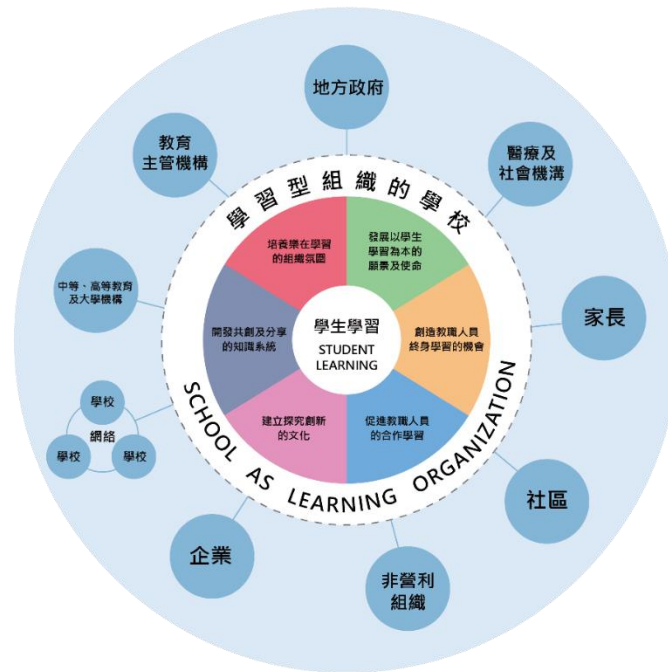 地方政府
醫療及
社會機溝
家長
社區
非營利
組織
企業
學校
網絡
學校
學校
中等、高等教育
及大學機構
教育
主管機構
學習型組織的學校
SCHOOL AS LEARNING ORGANIZATION
發展以學生
學習為本的
願景及使命
創造教職人員
終身學習的機會
促進教職人員
的合作學習
建立探究創新
的文化
開發共創及分享
的知識系統
培養樂在學習
的組織氛圍
學生學習
STUDENT
LEARNING